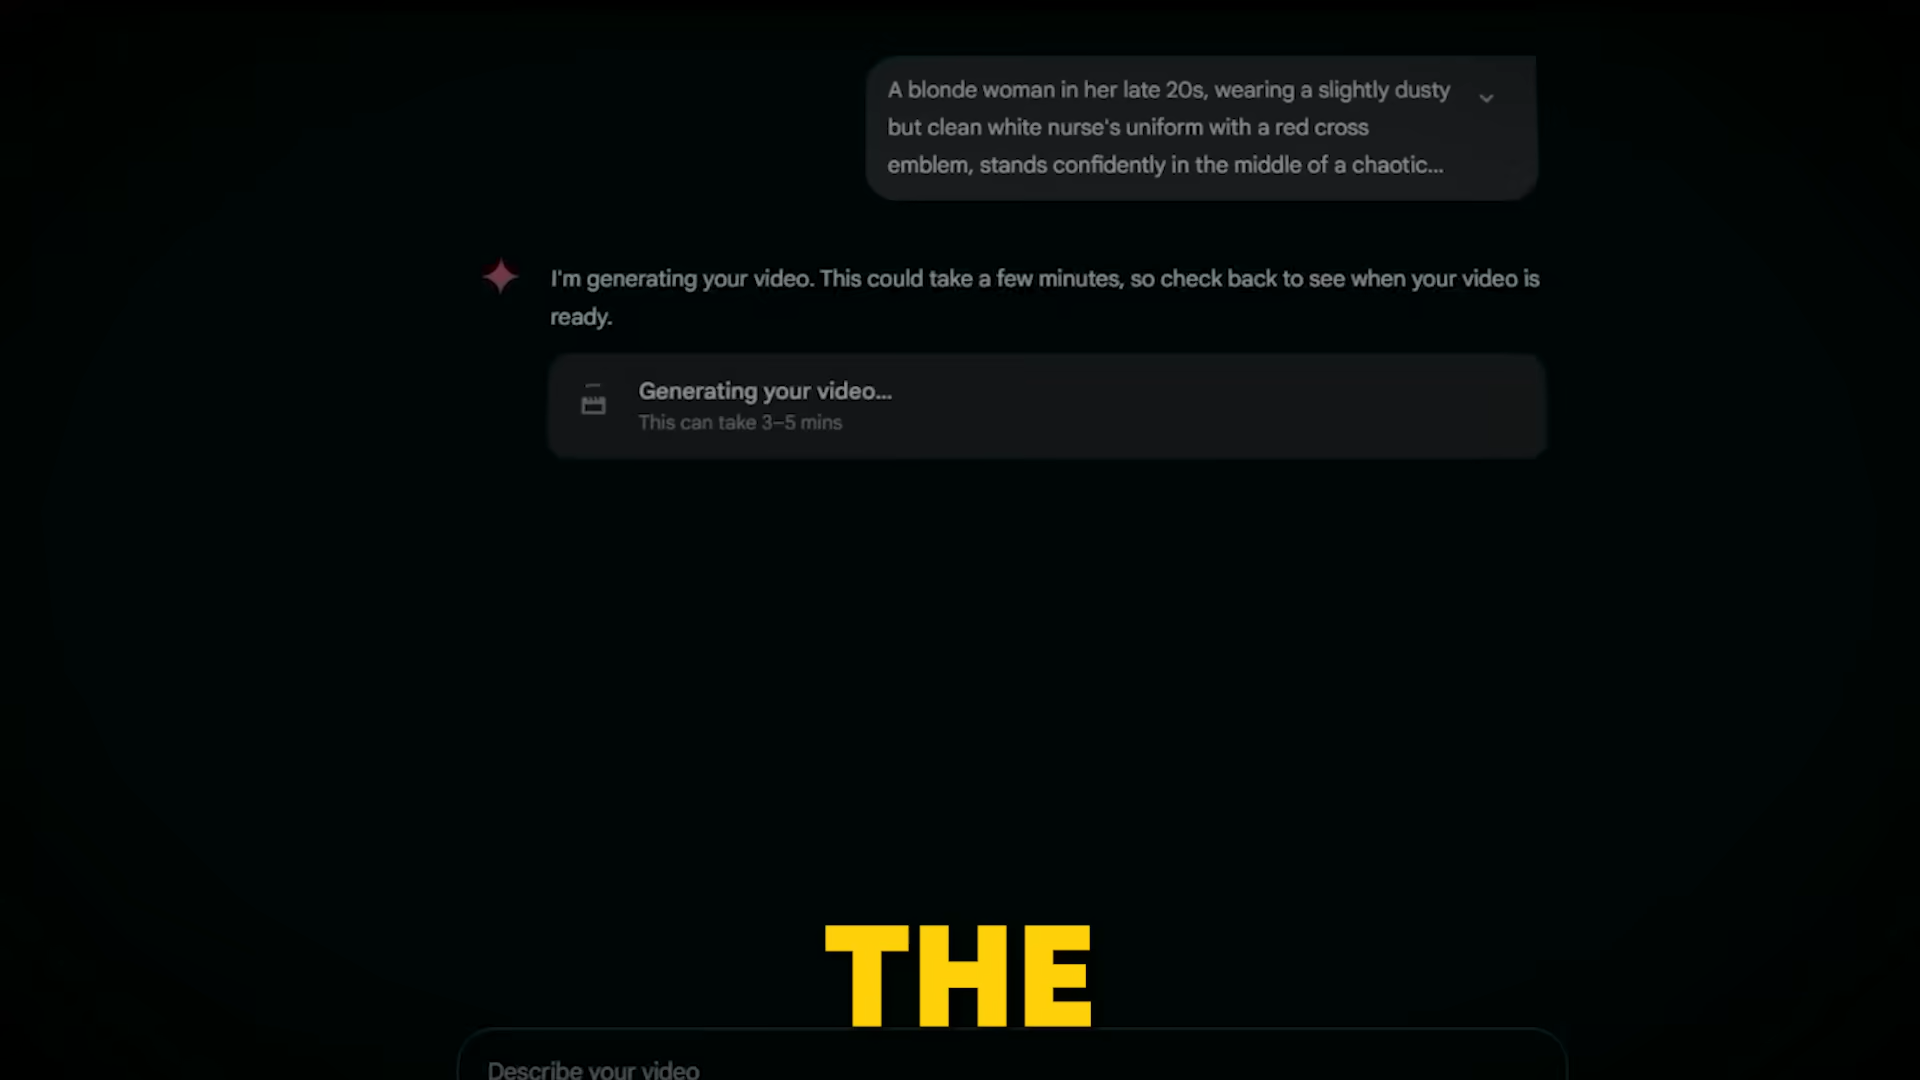 A blonde woman in her late 20s, wearing a slightly dusty
but clean white nurse's uniform with a red cross
emblem, stands confidently in the middle of a chaotic...
I'm generating your video. This could take a few minutes, so check back to see when your video is
ready.
Generating your video...
This can take 3–5 mins
THE
Describe your video